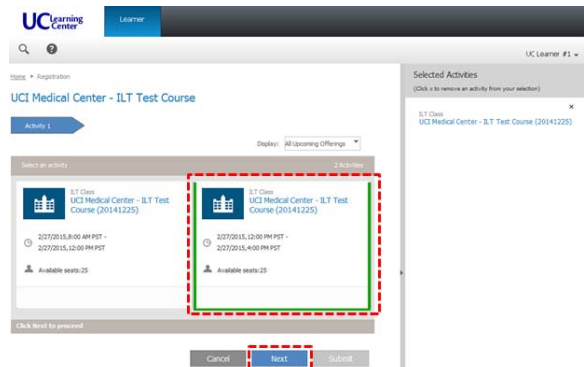 UC Learning Center
Learner
UC Learner #1
Home > Registration
UCI Medical Center - ILT Test Course
Activity 1
Display: All Upcoming Offerings
Select an activity
2 Activities
ILT Class
UCI Medical Center - ILT Test
Course (20141225)
2/27/2015,8:00 AM PST -
2/27/2015,12:00 PM PST
Available seats:25
ILT Class
UCI Medical Center - ILT Test
Course (20141225)
2/27/2015,12:00 PM PST -
2/27/2015,4:00 PM PST
Available seats:25
Click Next to proceed
Cancel
Next
Submit
Selected Activities
(Click x to remove an activity from your selection)
x
ILT Class
UCI Medical Center - ILT Test Course (20141225)